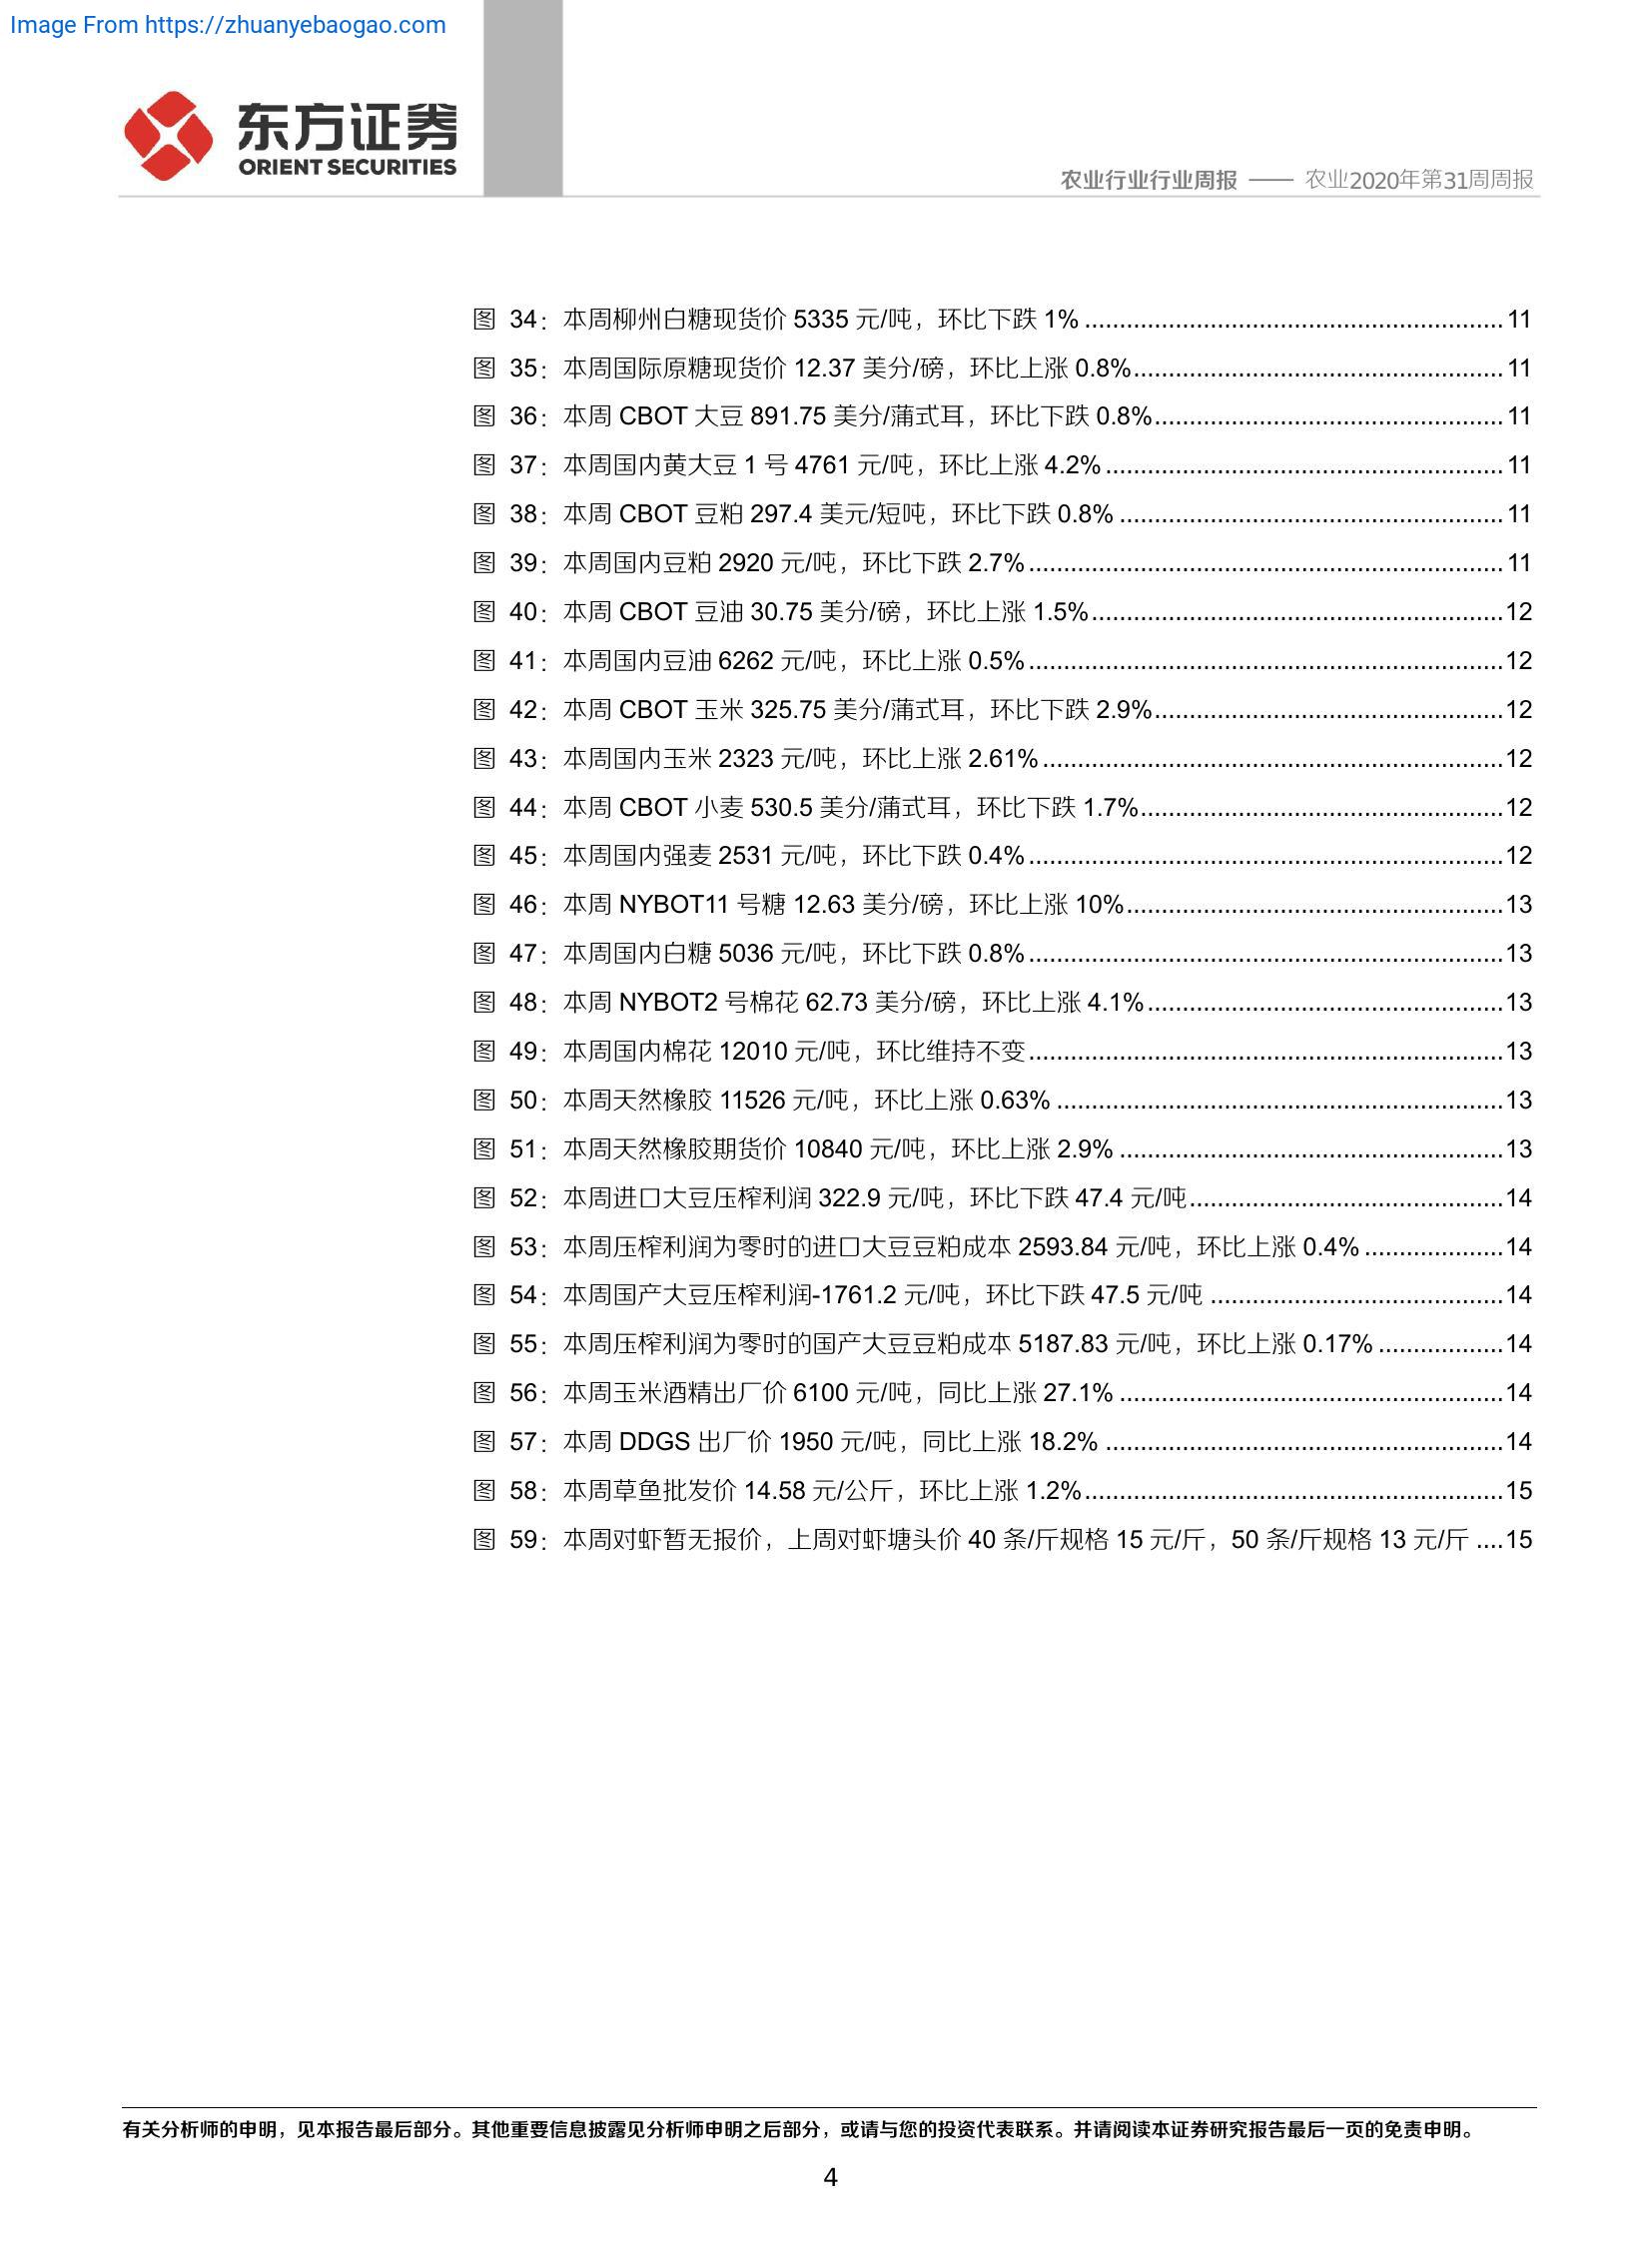 Image From https://zhuanyebaogao.com
东方证券
ORIENT SECURITIES
农业行业行业周报 —— 农业2020年第31周周报
图 34：本周柳州白糖现货价 5335 元/吨，环比下跌 1% ............................................................ 11
图 35：本周国际原糖现货价 12.37 美分/磅，环比上涨 0.8%..................................................... 11
图 36：本周 CBOT 大豆 891.75 美分/蒲式耳，环比下跌 0.8%.................................................. 11
图 37：本周国内黄大豆 1 号 4761 元/吨，环比上涨 4.2% ......................................................... 11
图 38：本周 CBOT 豆粕 297.4 美元/短吨，环比下跌 0.8% ....................................................... 11
图 39：本周国内豆粕 2920 元/吨，环比下跌 2.7%.................................................................... 11
图 40：本周 CBOT 豆油 30.75 美分/磅，环比上涨 1.5%........................................................... 12
图 41：本周国内豆油 6262 元/吨，环比上涨 0.5%.................................................................... 12
图 42：本周 CBOT 玉米 325.75 美分/蒲式耳，环比下跌 2.9%.................................................. 12
图 43：本周国内玉米 2323 元/吨，环比上涨 2.61% .................................................................. 12
图 44：本周 CBOT 小麦 530.5 美分/蒲式耳，环比下跌 1.7%.................................................... 12
图 45：本周国内强麦 2531 元/吨，环比下跌 0.4%.................................................................... 12
图 46：本周 NYBOT11 号糖 12.63 美分/磅，环比上涨 10%...................................................... 13
图 47：本周国内白糖 5036 元/吨，环比下跌 0.8%.................................................................... 13
图 48：本周 NYBOT2 号棉花 62.73 美分/磅，环比上涨 4.1%................................................... 13
图 49：本周国内棉花 12010 元/吨，环比维持不变.................................................................... 13
图 50：本周天然橡胶 11526 元/吨，环比上涨 0.63% ................................................................ 13
图 51：本周天然橡胶期货价 10840 元/吨，环比上涨 2.9% ....................................................... 13
图 52：本周进口大豆压榨利润 322.9 元/吨，环比下跌 47.4 元/吨............................................. 14
图 53：本周压榨利润为零时的进口大豆豆粕成本 2593.84 元/吨，环比上涨 0.4% .................... 14
图 54：本周国产大豆压榨利润-1761.2 元/吨，环比下跌 47.5 元/吨 .......................................... 14
图 55：本周压榨利润为零时的国产大豆豆粕成本 5187.83 元/吨，环比上涨 0.17% .................. 14
图 56：本周玉米酒精出厂价 6100 元/吨，同比上涨 27.1% ....................................................... 14
图 57：本周 DDGS 出厂价 1950 元/吨，同比上涨 18.2% ......................................................... 14
图 58：本周草鱼批发价 14.58 元/公斤，环比上涨 1.2%............................................................ 15
图 59：本周对虾暂无报价，上周对虾塘头价 40 条/斤规格 15 元/斤，50 条/斤规格 13 元/斤 .... 15
有关分析师的申明，见本报告最后部分。其他重要信息披露见分析师申明之后部分，或请与您的投资代表联系。并请阅读本证券研究报告最后一页的免责申明。
4